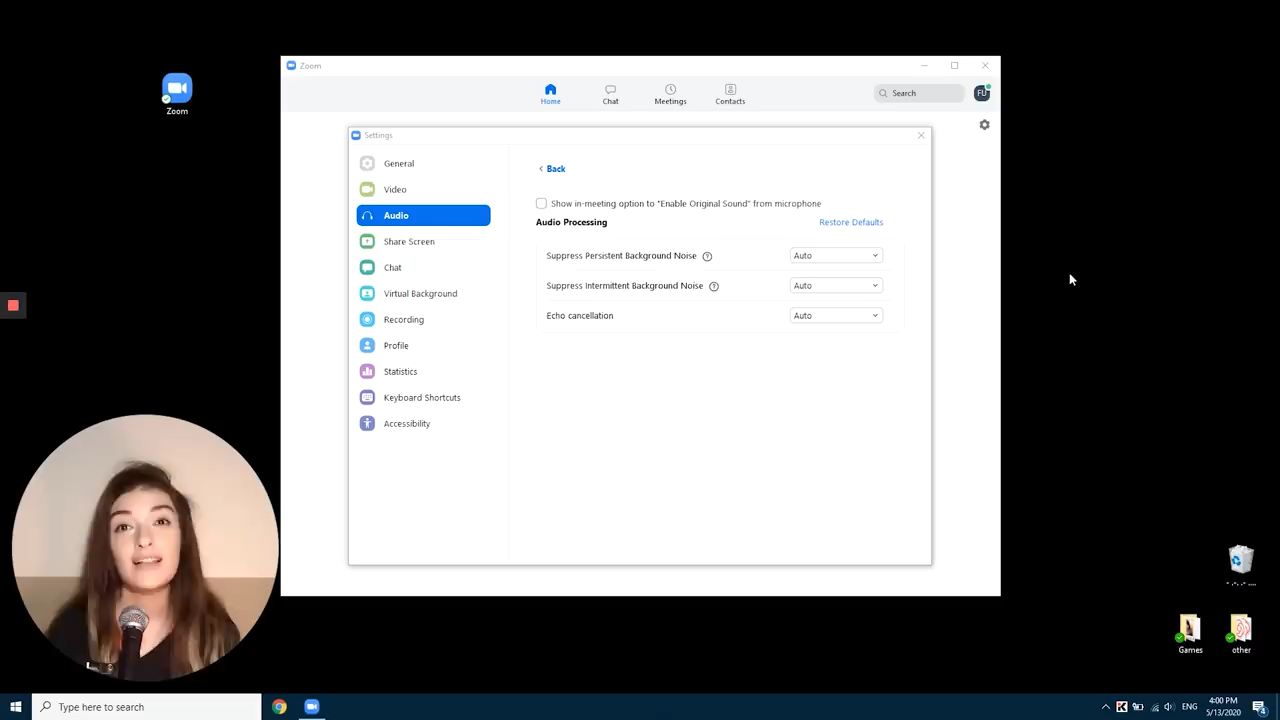 Zoom
Zoom
Home
Chat
Meetings
Contacts
Search
FU
Settings
General
Video
Audio
Share Screen
Chat
Virtual Background
Recording
Profile
Statistics
Keyboard Shortcuts
Accessibility
Back
Show in-meeting option to "Enable Original Sound" from microphone
Audio Processing
Restore Defaults
Suppress Persistent Background Noise
Auto
Suppress Intermittent Background Noise
Auto
Echo cancellation
Auto
Games
other
Type here to search
ENG
4:00 PM
5/13/2020
4